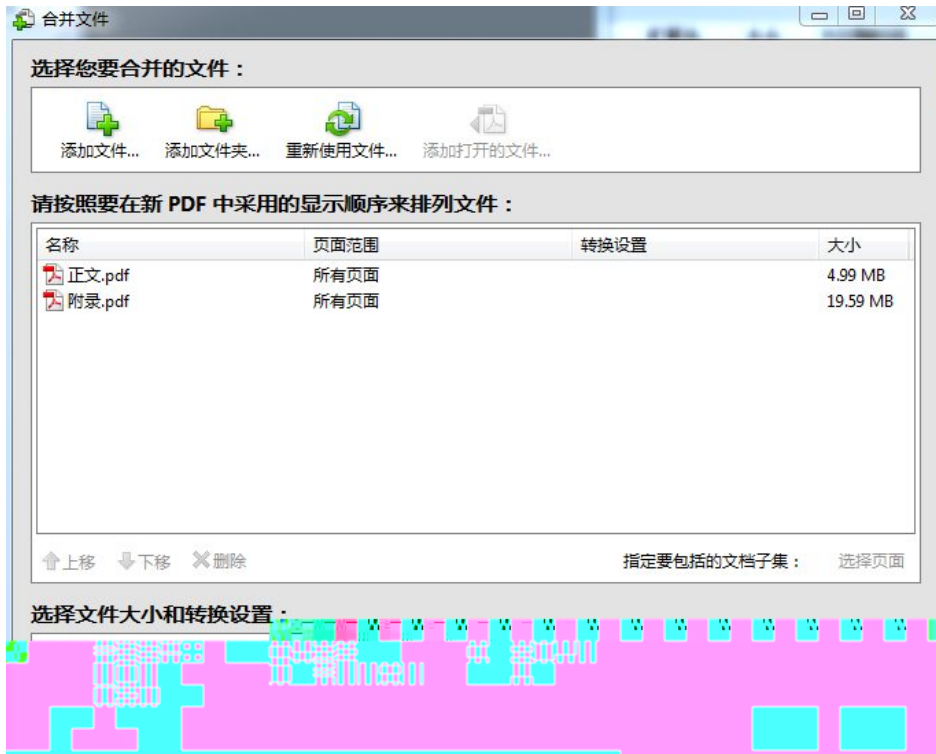 合并文件
选择您要合并的文件：
添加文件... 添加文件夹... 重新使用文件... 添加打开的文件...
请按照要在新 PDF 中采用的显示顺序来排列文件：
名称 页面范围 转换设置 大小
正文.pdf 所有页面 4.99 MB
附录.pdf 所有页面 19.59 MB
上移 下移 删除 指定要包括的文档子集： 选择页面
选择文件大小和转换设置：